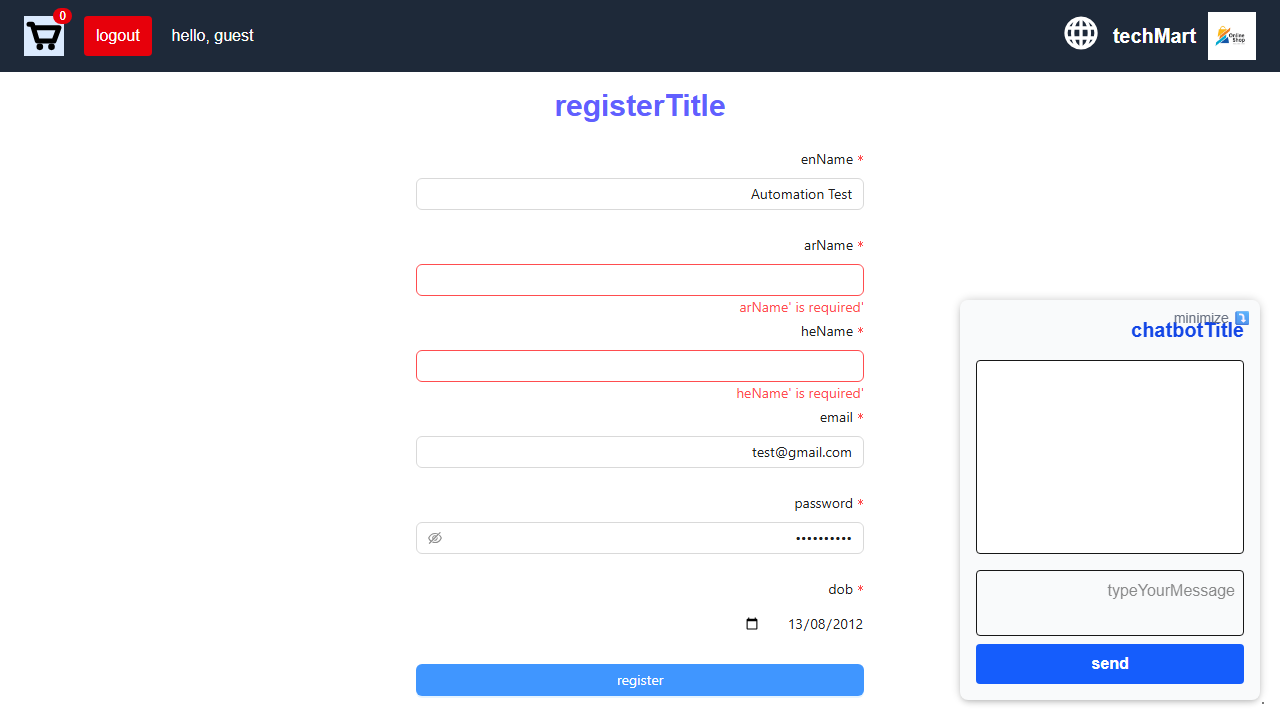 0
logout
hello, guest
techMart
Online
Shop
registerTitle
enName *
Automation Test
arName *
arName' is required'
heName *
heName' is required'
email *
test@gmail.com
password *
••••••••••
dob *
13/08/2012
register
minimize ⤵️
chatbotTitle
typeYourMessage
send
.